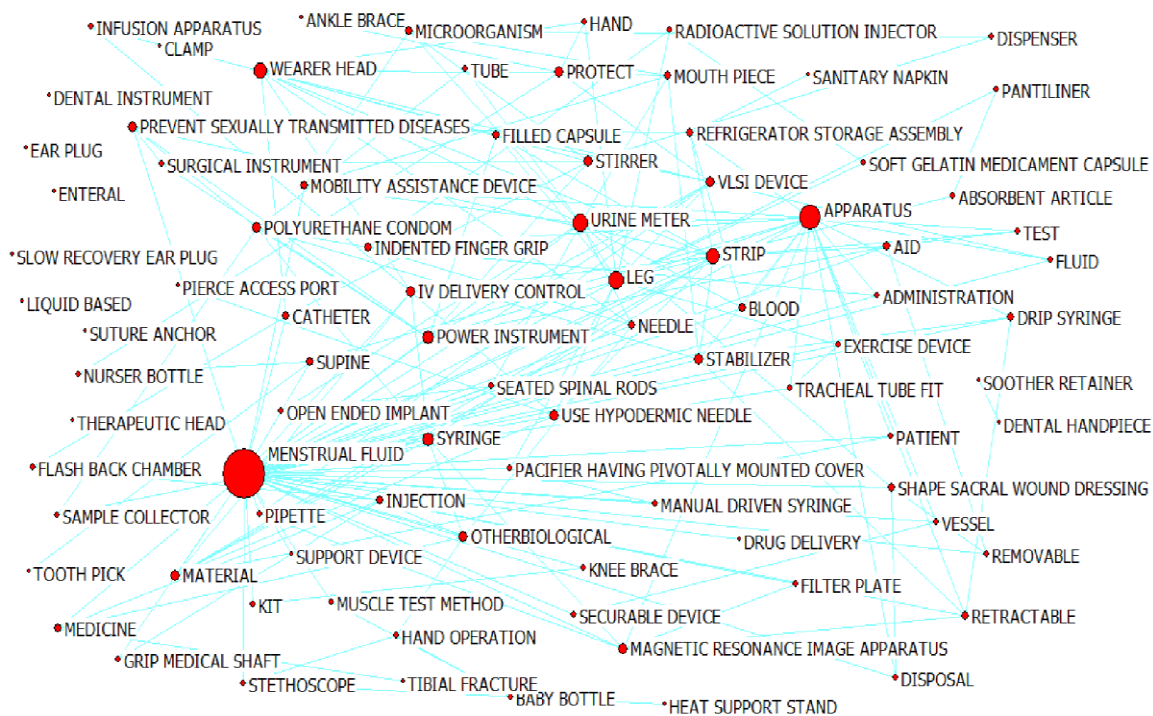 ANKLE BRACE
HAND
INFUSION APPARATUS
MICROORGANISM
RADIOACTIVE SOLUTION INJECTOR
DISPENSER
CLAMP
WEARER HEAD
TUBE
PROTECT
MOUTH PIECE
SANITARY NAPKIN
PANTILINER
DENTAL INSTRUMENT
PREVENT SEXUALLY TRANSMITTED DISEASES
FILLED CAPSULE
REFRIGERATOR STORAGE ASSEMBLY
EAR PLUG
SURGICAL INSTRUMENT
STIRRER
SOFT GELATIN MEDICAMENT CAPSULE
ENTERAL
MOBILITY ASSISTANCE DEVICE
VLSI DEVICE
ABSORBENT ARTICLE
POLYURETHANE CONDOM
URINE METER
APPARATUS
TEST
SLOW RECOVERY EAR PLUG
INDENTED FINGER GRIP
STRIP
AID
FLUID
LEG
PIERCE ACCESS PORT
IV DELIVERY CONTROL
ADMINISTRATION
LIQUID BASED
CATHETER
BLOOD
DRIP SYRINGE
SUTURE ANCHOR
POWER INSTRUMENT
NEEDLE
EXERCISE DEVICE
SUPINE
STABILIZER
NURSER BOTTLE
SEATED SPINAL RODS
TRACHEAL TUBE FIT
SOOTHER RETAINER
THERAPEUTIC HEAD
OPEN ENDED IMPLANT
USE HYPODERMIC NEEDLE
DENTAL HANDPIECE
MENSTRUAL FLUID
SYRINGE
PATIENT
FLASH BACK CHAMBER
PACIFIER HAVING PIVOTALLY MOUNTED COVER
SHAPE SACRAL WOUND DRESSING
INJECTION
MANUAL DRIVEN SYRINGE
SAMPLE COLLECTOR
PIPETTE
VESSEL
OTHERBIOLOGICAL
DRUG DELIVERY
SUPPORT DEVICE
REMOVABLE
TOOTH PICK
MATERIAL
KNEE BRACE
FILTER PLATE
KIT
MUSCLE TEST METHOD
SECURABLE DEVICE
RETRACTABLE
MEDICINE
HAND OPERATION
MAGNETIC RESONANCE IMAGE APPARATUS
GRIP MEDICAL SHAFT
STETHOSCOPE
TIBIAL FRACTURE
DISPOSAL
BABY BOTTLE
HEAT SUPPORT STAND